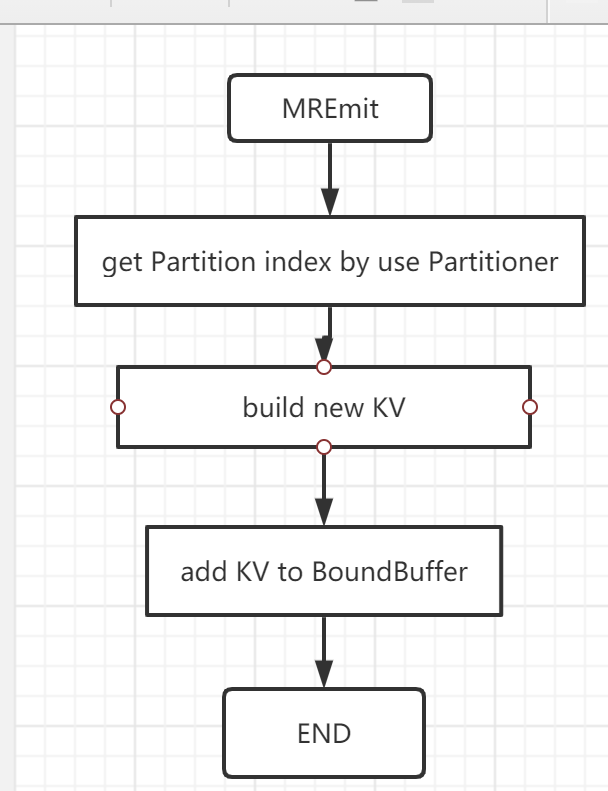 MREmit
get Partition index by use Partitioner
build new KV
add KV to BoundBuffer
END